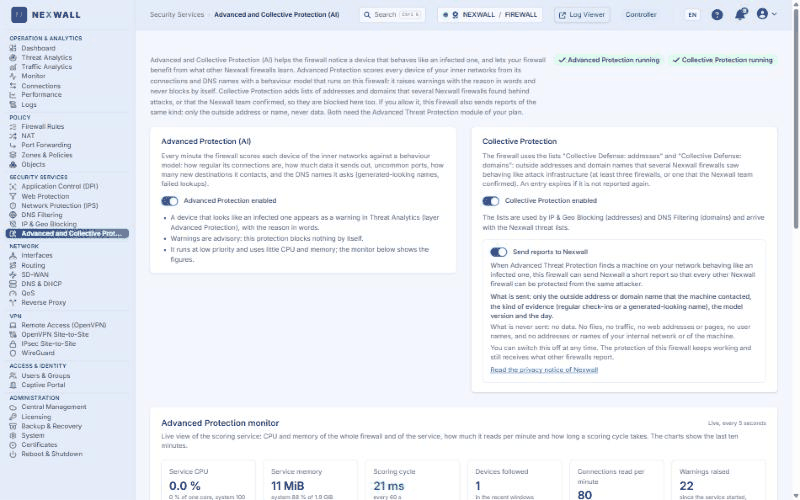 NEXWALL
Security Services / Advanced and Collective Protection (AI)
Search Ctrl K
NEXWALL / FIREWALL
Log Viewer
Controller
EN
OPERATION & ANALYTICS
Dashboard
Threat Analytics
Traffic Analytics
Monitor
Connections
Performance
Logs
POLICY
Firewall Rules
NAT
Port Forwarding
Zones & Policies
Objects
SECURITY SERVICES
Application Control (DPI)
Web Protection
Network Protection (IPS)
DNS Filtering
IP & Geo Blocking
Advanced and Collective Prot...
NETWORK
Interfaces
Routing
SD-WAN
DNS & DHCP
QoS
Reverse Proxy
VPN
Remote Access (OpenVPN)
OpenVPN Site-to-Site
IPsec Site-to-Site
WireGuard
ACCESS & IDENTITY
Users & Groups
Captive Portal
ADMINISTRATION
Central Management
Licensing
Backup & Recovery
System
Certificates
Reboot & Shutdown
Advanced and Collective Protection (AI) helps the firewall notice a device that behaves like an infected one, and lets your firewall
benefit from what other Nexwall firewalls learn. Advanced Protection scores every device of your inner networks from its
connections and DNS names with a behaviour model that runs on this firewall: it raises warnings with the reason in words and
never blocks by itself. Collective Protection adds lists of addresses and domains that several Nexwall firewalls found behind
attacks, or that the Nexwall team confirmed, so they are blocked here too. If you allow it, this firewall also sends reports of the
same kind: only the outside address or name, never data. Both need the Advanced Threat Protection module of your plan.
Advanced Protection running
Collective Protection running
Advanced Protection (AI)
Every minute the firewall scores each device of the inner networks against a behaviour
model: how regular its connections are, how much data it sends out, uncommon ports, how
many new destinations it contacts, and the DNS names it asks (generated-looking names,
failed lookups).
Advanced Protection enabled
• A device that looks like an infected one appears as a warning in Threat Analytics (layer
Advanced Protection), with the reason in words.
• Warnings are advisory: this protection blocks nothing by itself.
• It runs at low priority and uses little CPU and memory; the monitor below shows the
figures.
Collective Protection
The firewall uses the lists "Collective Defense: addresses" and "Collective Defense:
domains": outside addresses and domain names that several Nexwall firewalls saw
behaving like attack infrastructure (at least three firewalls, or one that the Nexwall team
confirmed). An entry expires if it is not reported again.
Collective Protection enabled
The lists are used by IP & Geo Blocking (addresses) and DNS Filtering (domains) and arrive
with the Nexwall threat lists.
Send reports to Nexwall
When Advanced Threat Protection finds a machine on your network behaving like an
infected one, this firewall can send Nexwall a short report so that every other Nexwall
firewall can be protected from the same attacker.
What is sent: only the outside address or domain name that the machine contacted,
the kind of evidence (regular check-ins or a generated-looking name), the model
version and the day.
What is never sent: no data. No files, no traffic, no web addresses or pages, no user
names, and no addresses or names of your internal network or of the machine.
You can switch this off at any time. The protection of this firewall keeps working and
still receives what other firewalls report.
Read the privacy notice of Nexwall
Advanced Protection monitor
Live, every 5 seconds
Live view of the scoring service: CPU and memory of the whole firewall and of the service, how much it reads per minute and how long a scoring cycle takes. The charts show the last ten
minutes.
Service CPU
0.0 %
0 % of one core, system 100
Service memory
11 MiB
system 88 % of 1.9 GiB
Scoring cycle
21 ms
every 60 s
Devices followed
1
in the recent windows
Connections read per
minute
80
Warnings raised
22
since the service started,